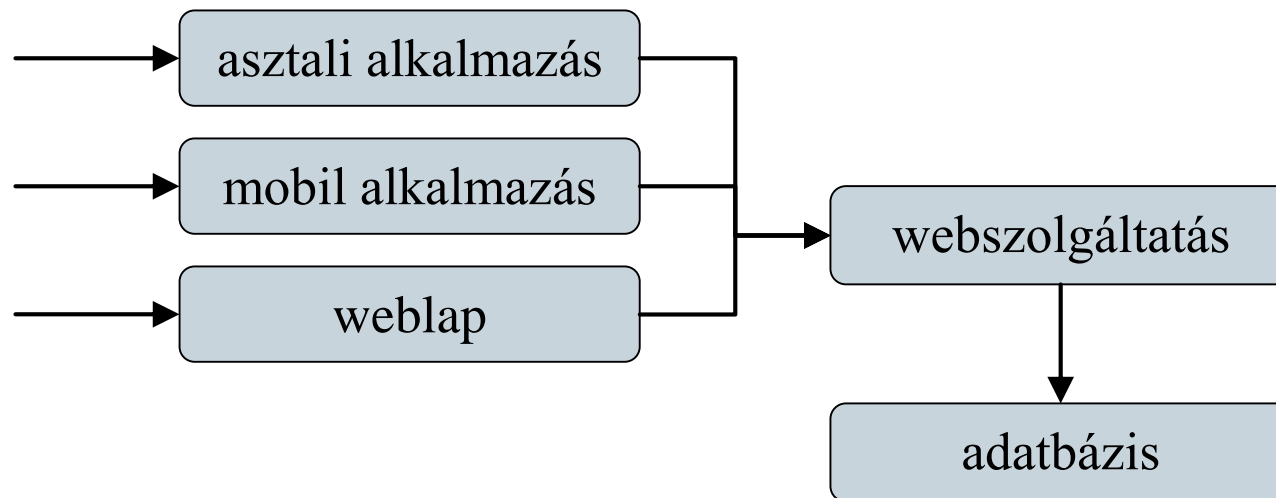 asztali alkalmazás
mobil alkalmazás
weblap
webszolgáltatás
adatbázis